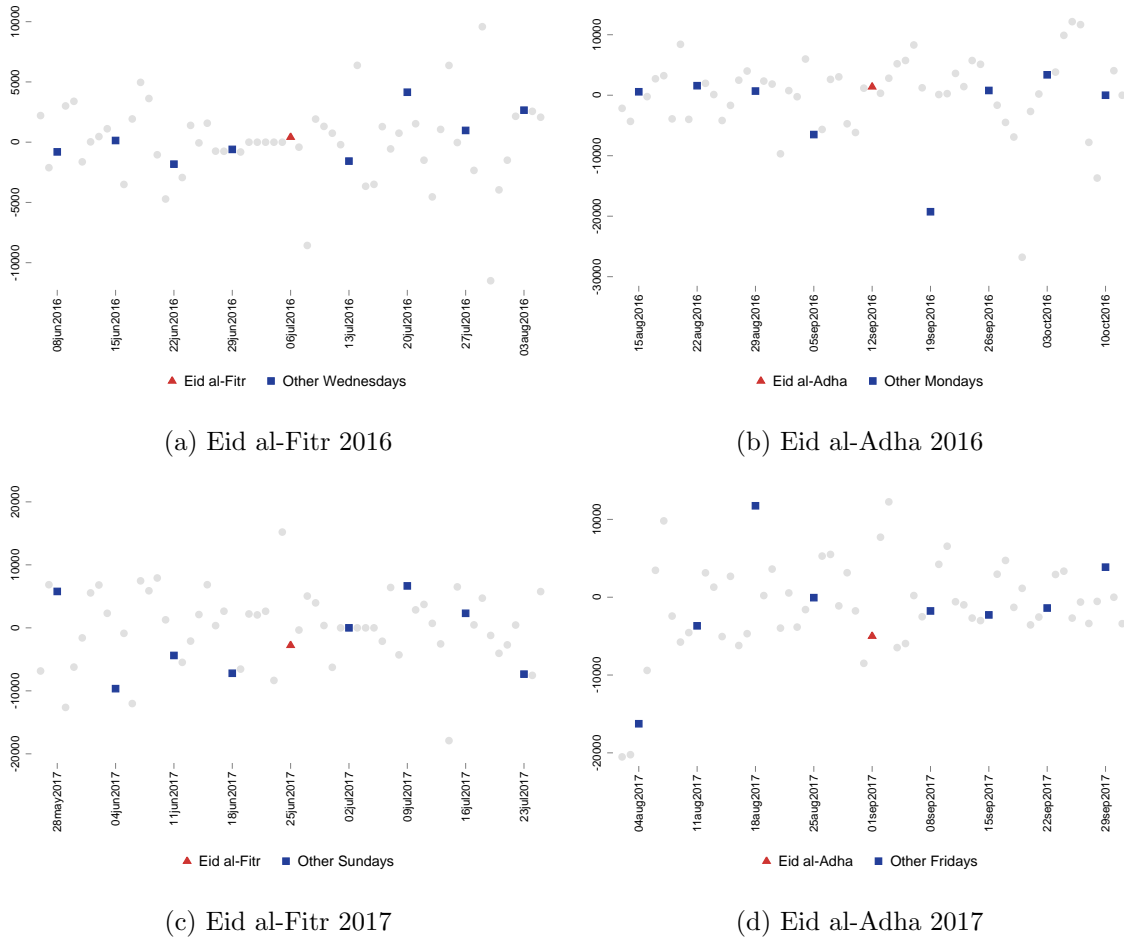 10000
5000
0
-5000
-10000
08jun2016
15jun2016
22jun2016
29jun2016
06jul2016
13jul2016
20jul2016
27jul2016
03aug2016
Eid al-Fitr Other Wednesdays
(a) Eid al-Fitr 2016
10000
0
-10000
-20000
-30000
15aug2016
22aug2016
29aug2016
05sep2016
12sep2016
19sep2016
26sep2016
03oct2016
10oct2016
Eid al-Adha Other Mondays
(b) Eid al-Adha 2016
20000
10000
0
-10000
-20000
28may2017
04jun2017
11jun2017
18jun2017
25jun2017
02jul2017
09jul2017
16jul2017
23jul2017
Eid al-Fitr Other Sundays
(c) Eid al-Fitr 2017
10000
0
-10000
-20000
04aug2017
11aug2017
18aug2017
25aug2017
01sep2017
08sep2017
15sep2017
22sep2017
29sep2017
Eid al-Adha Other Fridays
(d) Eid al-Adha 2017